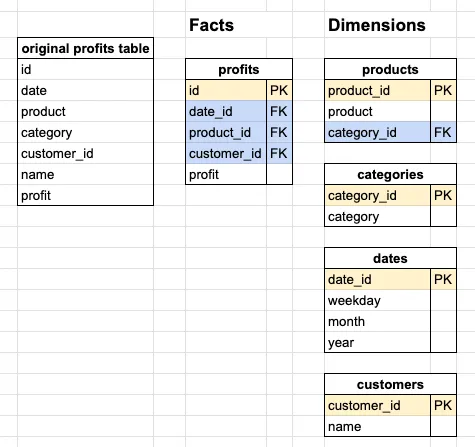 Facts
Dimensions
original profits table
id
date
product
category
customer_id
name
profit
profits
id PK
date_id FK
product_id FK
customer_id FK
profit
products
product_id PK
product
category_id FK
categories
category_id PK
category
dates
date_id PK
weekday
month
year
customers
customer_id PK
name